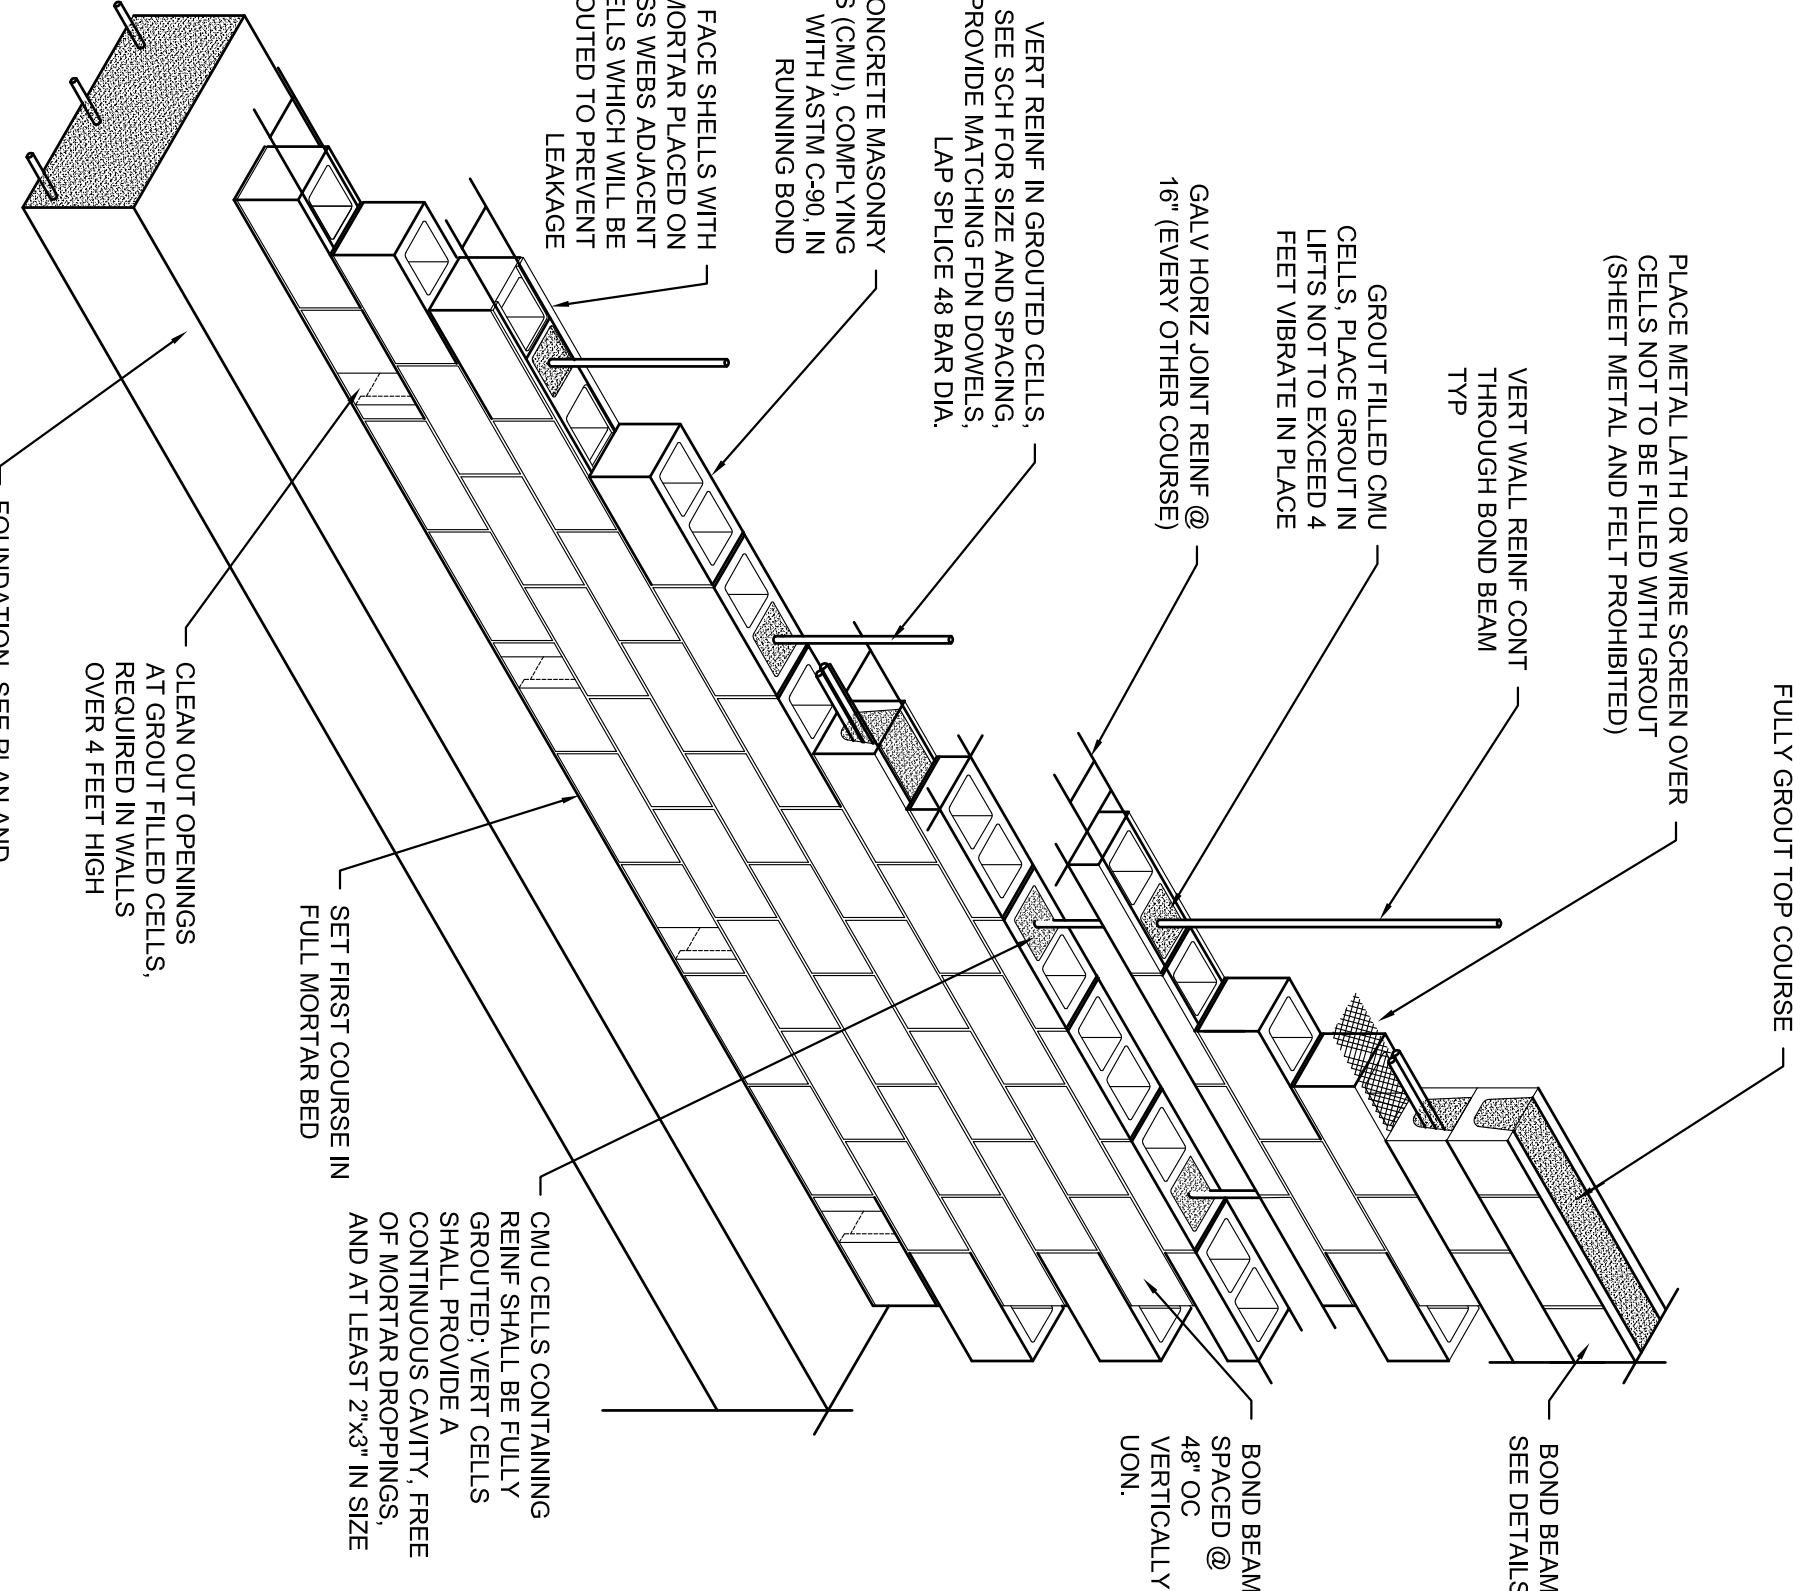 FULLY GROUT TOP COURSE
PLACE METAL LATH OR WIRE SCREEN OVER
CELLS NOT TO BE FILLED WITH GROUT
(SHEET METAL AND FELT PROHIBITED)
VERT WALL REINF CONT
THROUGH BOND BEAM
TYP
GROUT FILLED CMU
CELLS, PLACE GROUT IN
LIFTS NOT TO EXCEED 4
FEET VIBRATE IN PLACE
GALV HORIZ JOINT REINF @
16" (EVERY OTHER COURSE)
VERT REINF IN GROUTED CELLS,
SEE SCH FOR SIZE AND SPACING,
PROVIDE MATCHING FDN DOWELS,
LAP SPLICE 48 BAR DIA.
ONCRETE MASONRY
S (CMU), COMPLYING
WITH ASTM C-90, IN
RUNNING BOND
FACE SHELLS WITH
MORTAR PLACED ON
SS WEBS ADJACENT
ELLS WHICH WILL BE
OUTED TO PREVENT
LEAKAGE
BOND BEAM
SEE DETAILS
BOND BEAM
SPACED @
48" OC
VERTICALLY
UON.
CMU CELLS CONTAINING
REINF SHALL BE FULLY
GROUTED; VERT CELLS
SHALL PROVIDE A
CONTINUOUS CAVITY, FREE
OF MORTAR DROPPINGS,
AND AT LEAST 2"x3" IN SIZE
SET FIRST COURSE IN
FULL MORTAR BED
CLEAN OUT OPENINGS
AT GROUT FILLED CELLS,
REQUIRED IN WALLS
OVER 4 FEET HIGH
FOUNDATION, SEE PLAN AND